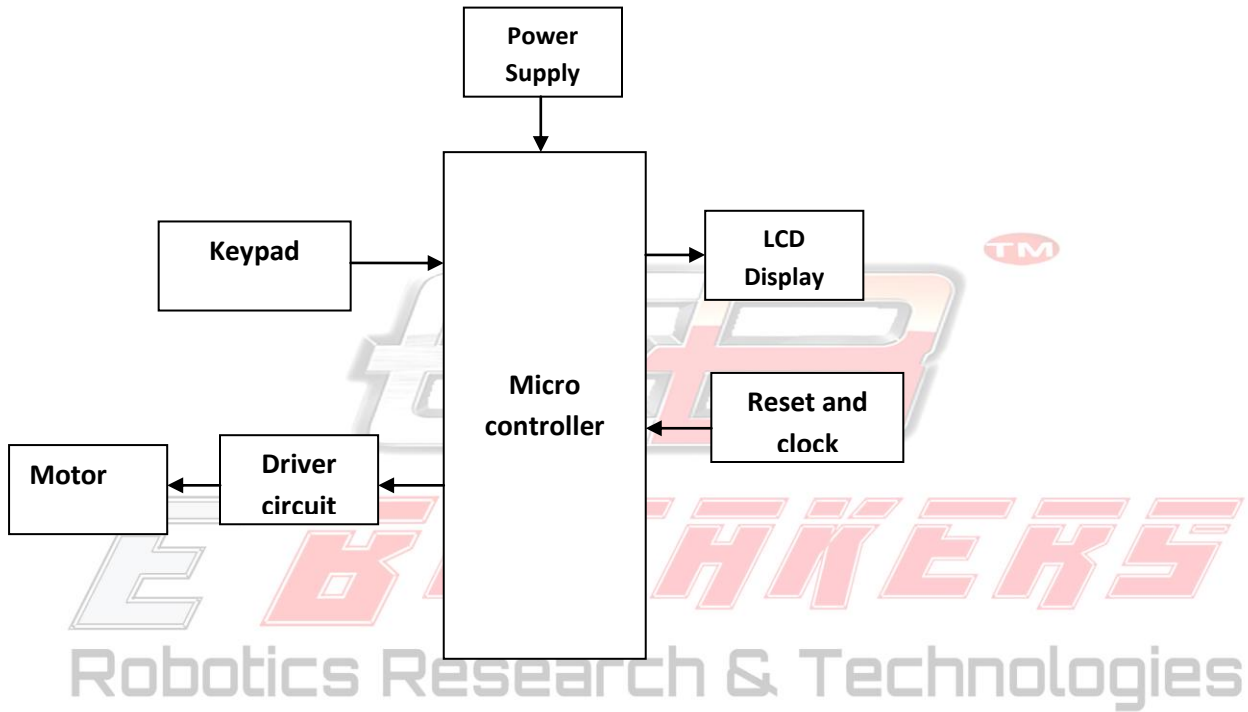 Power
Supply
Keypad
LCD
Display
TM
Micro
controller
Reset and
clock
Motor
Driver
circuit
Robotics Research & Technologies